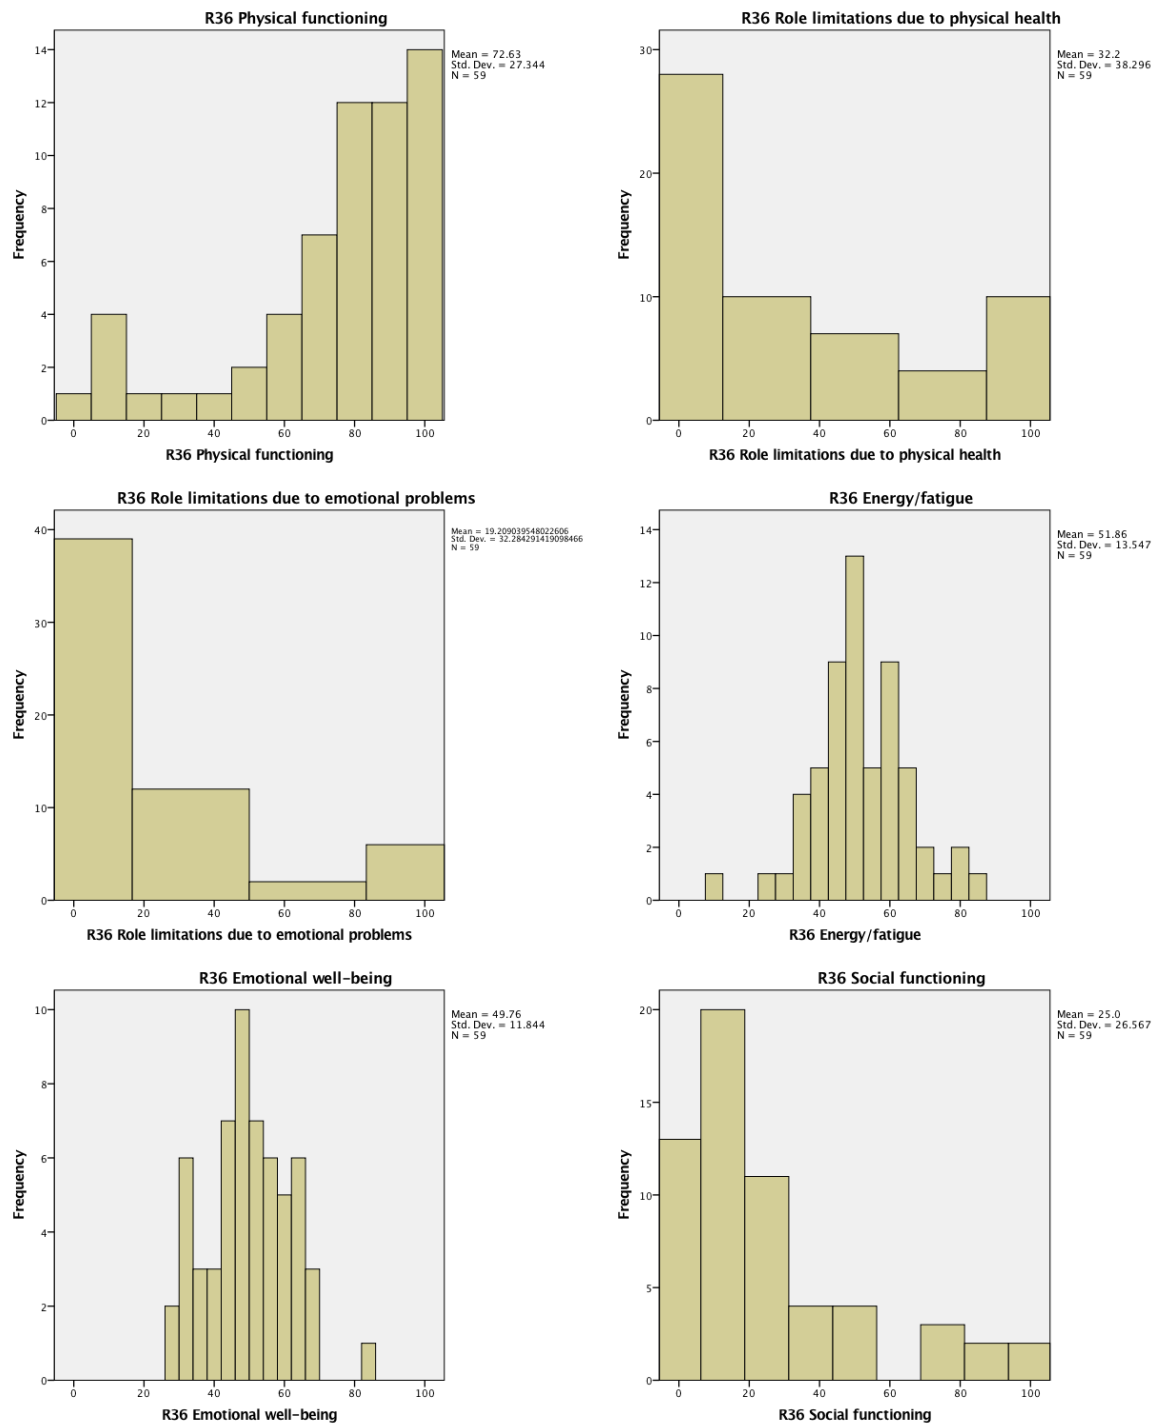 R36 Physical functioning
Mean = 72.63
Std. Dev. = 27.344
N = 59
Frequency
14
12
10
8
6
4
2
0
0 20 40 60 80 100
R36 Physical functioning
R36 Role limitations due to physical health
Mean = 32.2
Std. Dev. = 38.296
N = 59
Frequency
30
20
10
0
0 20 40 60 80 100
R36 Role limitations due to physical health
R36 Role limitations due to emotional problems
Mean = 19.209039548022606
Std. Dev. = 32.284291419098466
N = 59
Frequency
40
30
20
10
0
0 20 40 60 80 100
R36 Role limitations due to emotional problems
R36 Energy/fatigue
Mean = 51.86
Std. Dev. = 13.547
N = 59
Frequency
14
12
10
8
6
4
2
0
0 20 40 60 80 100
R36 Energy/fatigue
R36 Emotional well-being
Mean = 49.76
Std. Dev. = 11.844
N = 59
Frequency
10
8
6
4
2
0
0 20 40 60 80 100
R36 Emotional well-being
R36 Social functioning
Mean = 25.0
Std. Dev. = 26.567
N = 59
Frequency
20
15
10
5
0
0 20 40 60 80 100
R36 Social functioning